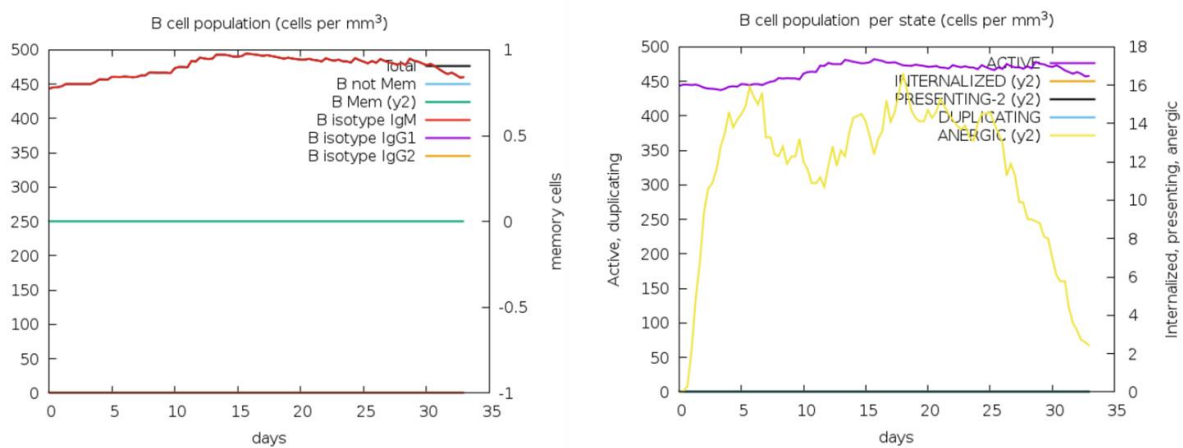 B cell population (cells per mm³)
500
450
400
350
300
250
200
150
100
50
0
1
0.5
0
-0.5
-1
memory cells
Total
B not Mem
B Mem (y2)
B isotype IgM
B isotype IgG1
B isotype IgG2
0 5 10 15 20 25 30 35
days
B cell population per state (cells per mm³)
Active, duplicating
500
450
400
350
300
250
200
150
100
50
0
18
16
14
12
10
8
6
4
2
0
Internalized, presenting, anergic
ACTIVE
INTERNALIZED (y2)
PRESENTING-2 (y2)
DUPLICATING
ANERGIC (y2)
0 5 10 15 20 25 30 35
days